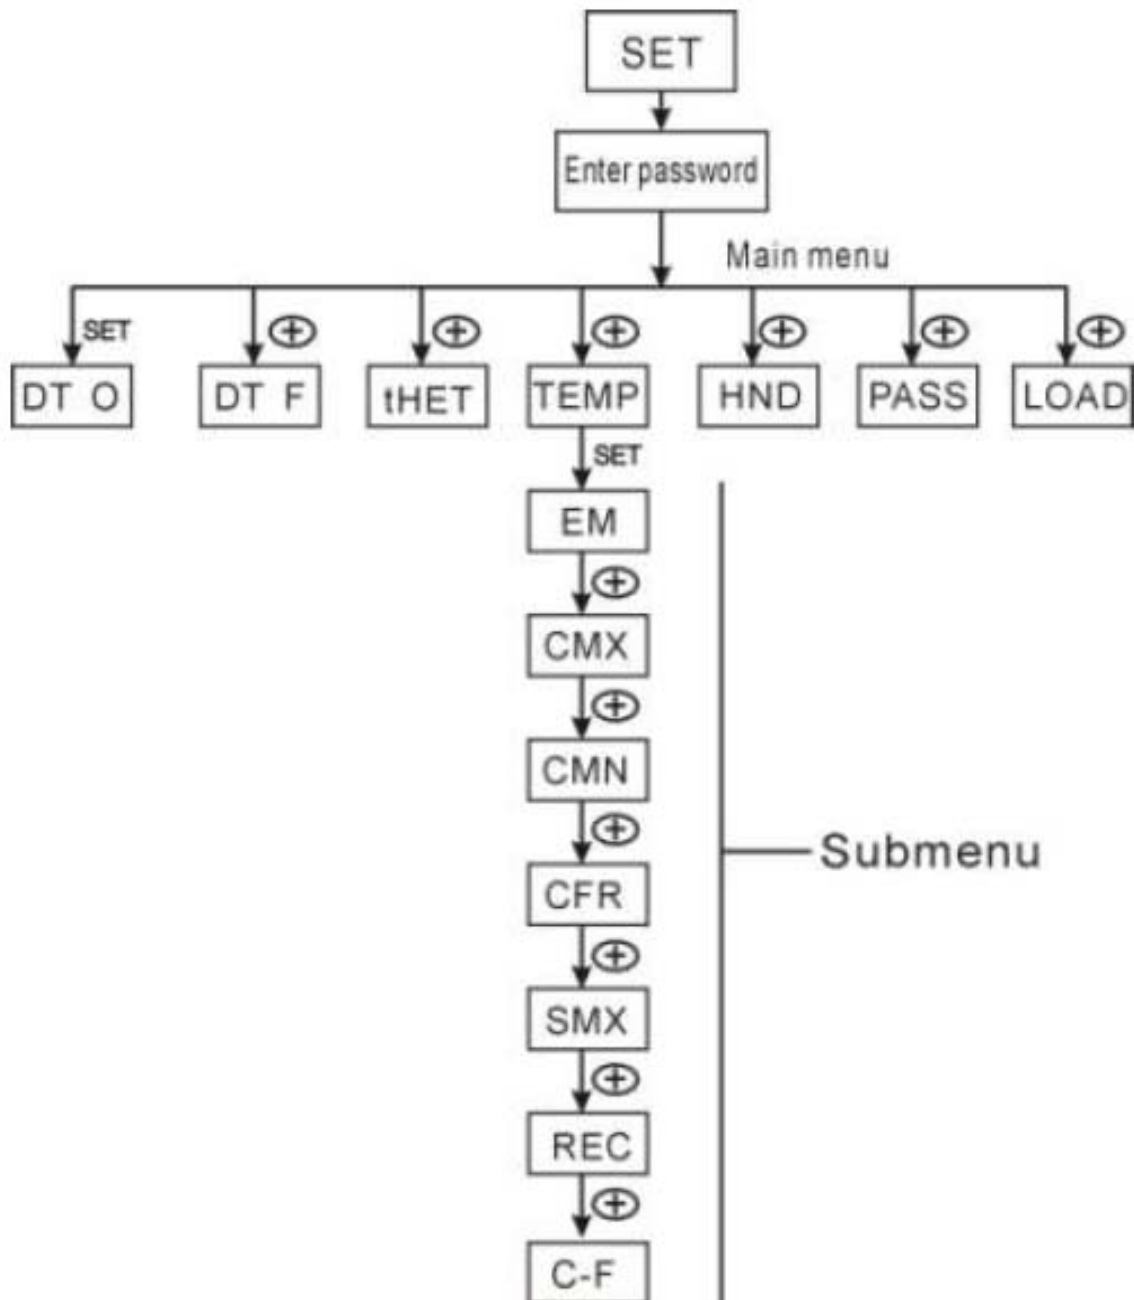 SET
Enter password
Main menu
SET
DT O
DT F
tHET
TEMP
HND
PASS
LOAD
SET
EM
CMX
CMN
CFR
Submenu
SMX
REC
C-F